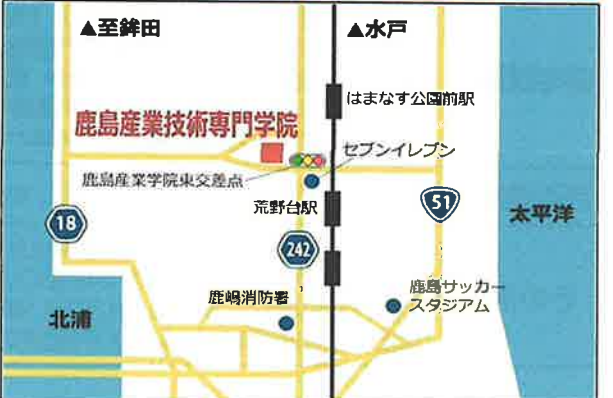 ▲至鉾田
▲水戸
はまなす公園前駅
鹿島産業技術専門学院
セブンイレブン
鹿島産業学院東交差点
荒野台駅
51
太平洋
18
242
鹿嶋消防署
鹿島サッカー
スタジアム
北浦